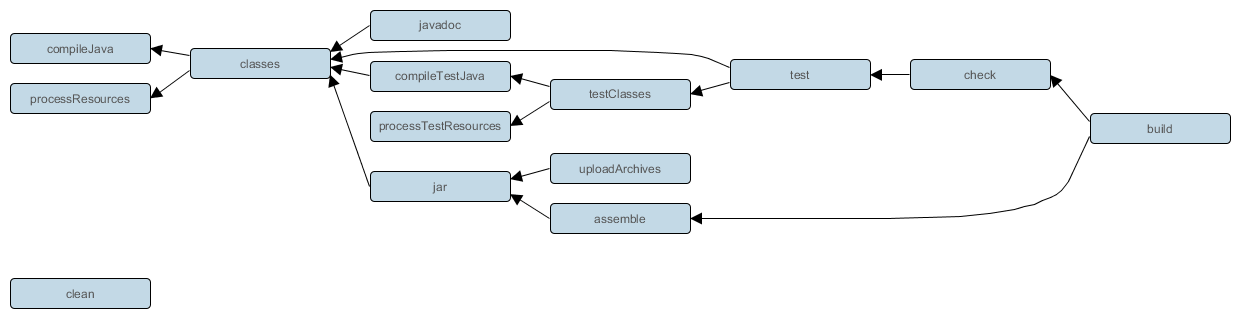 javadoc
compileJava
classes
compileTestJava
test
check
processResources
testClasses
processTestResources
build
uploadArchives
jar
assemble
clean